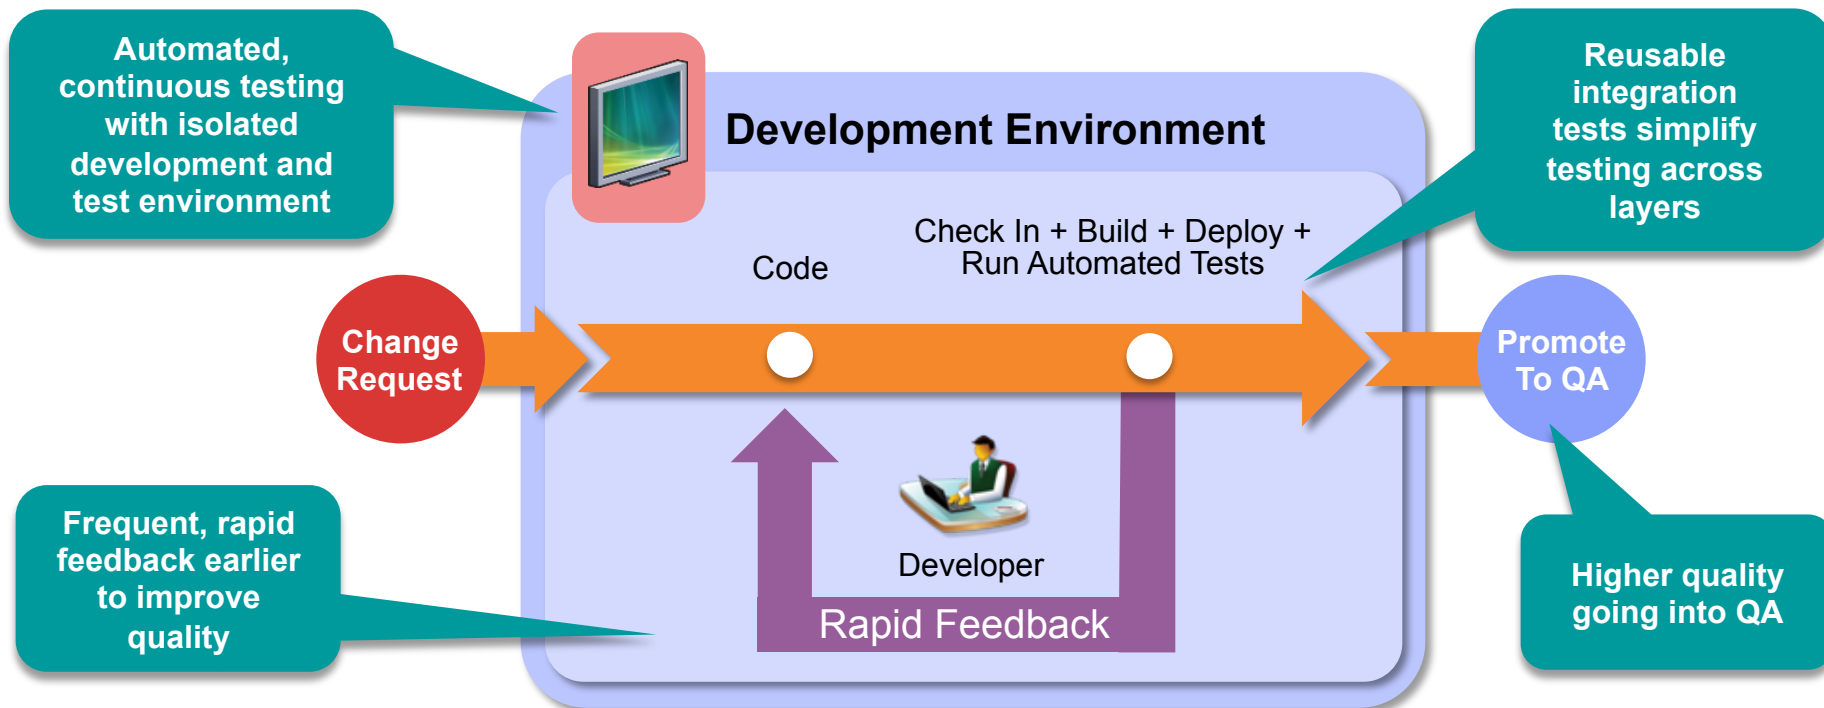 Automated,
continuous testing
with isolated
development and
test environment
Development Environment
Reusable
integration
tests simplify
testing across
layers
Code
Check In + Build + Deploy +
Run Automated Tests
Change
Request
Promote
To QA
Frequent, rapid
feedback earlier
to improve
quality
Developer
Rapid Feedback
Higher quality
going into QA